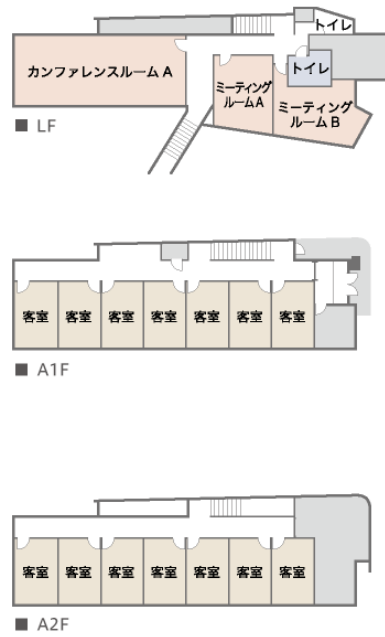 トイレ
カンファレンスルーム A
トイレ
ミーティング
ルームA
ミーティング
ルームB
■ LF
客室 客室 客室 客室 客室 客室 客室
■ A1F
客室 客室 客室 客室 客室 客室 客室
■ A2F